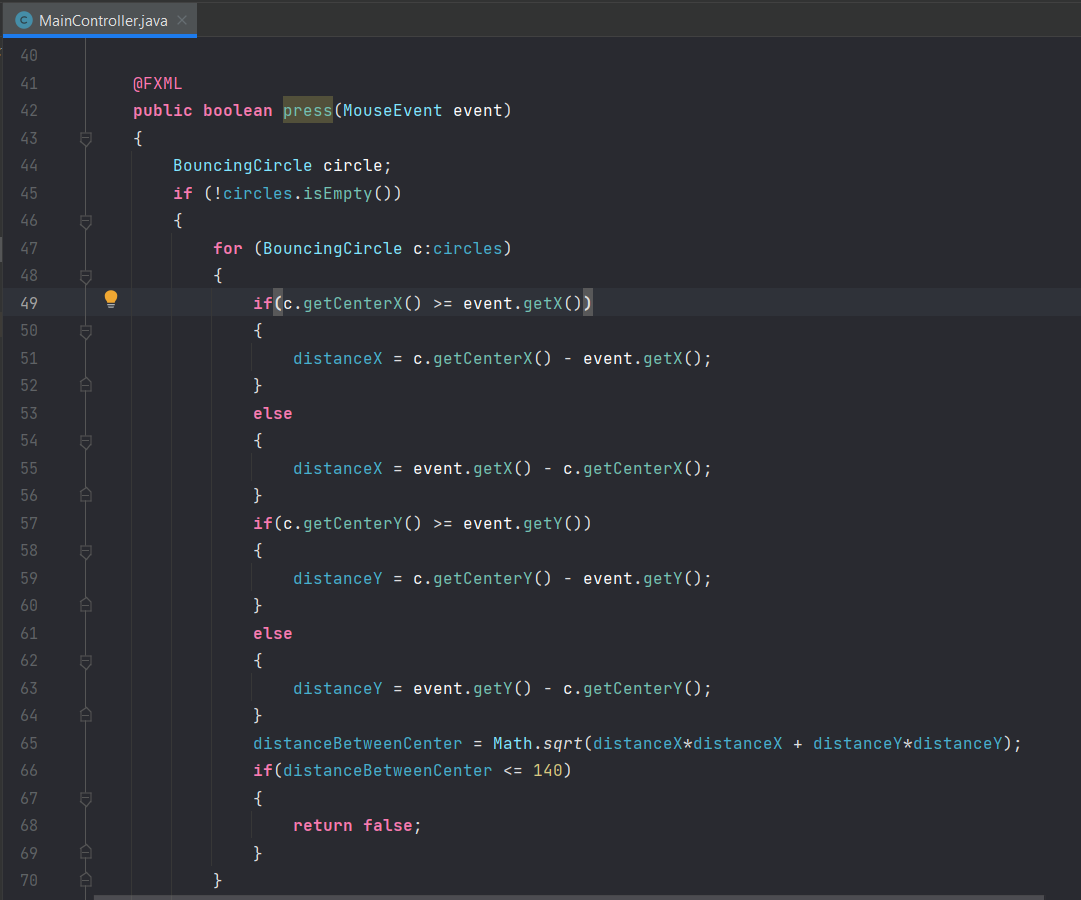 C MainController.java ×
40
41 @FXML
42 public boolean press(MouseEvent event)
43 {
44 BouncingCircle circle;
45 if (!circles.isEmpty())
46 {
47 for (BouncingCircle c:circles)
48 {
49 if(c.getCenterX() >= event.getX())
50 {
51 distanceX = c.getCenterX() - event.getX();
52 }
53 else
54 {
55 distanceX = event.getX() - c.getCenterX();
56 }
57 if(c.getCenterY() >= event.getY())
58 {
59 distanceY = c.getCenterY() - event.getY();
60 }
61 else
62 {
63 distanceY = event.getY() - c.getCenterY();
64 }
65 distanceBetweenCenter = Math.sqrt(distanceX*distanceX + distanceY*distanceY);
66 if(distanceBetweenCenter <= 140)
67 {
68 return false;
69 }
70 }